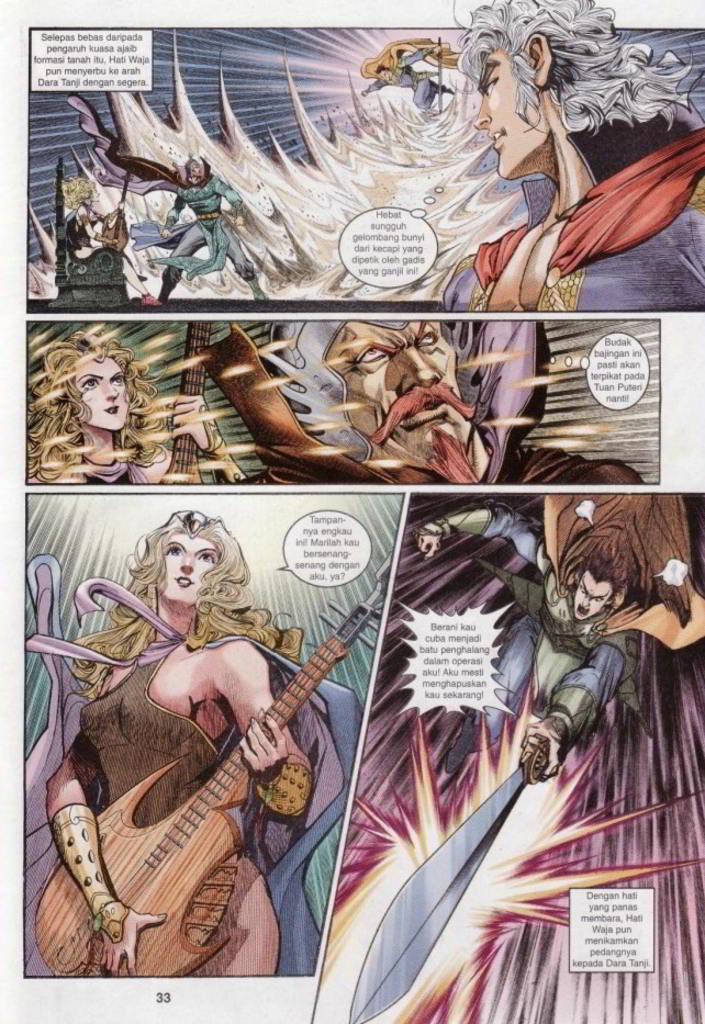 Selepas bebas daripada
pengaruh kuasa ajaib
formasi tanah itu, Hati Waja
pun menyerbu ke arah
Dara Tanji dengan segera.
Hebat
sungguh
gelombang bunyi
dari kecapi yang
dipetik oleh gadis
yang ganjil ini!
Budak
bajingan ini
pasti akan
terpikat pada
Tuan Puteri
nanti!
Tampan-
nya engkau
ini! Marilah kau
bersenang-
senang dengan
aku, ya?
Berani kau
cuba menjadi
batu penghalang
dalam operasi
aku! Aku mesti
menghapuskan
kau sekarang!
Dengan hati
yang panas
membara, Hati
Waja pun
menikamkan
pedangnya
kepada Dara Tanji.
33